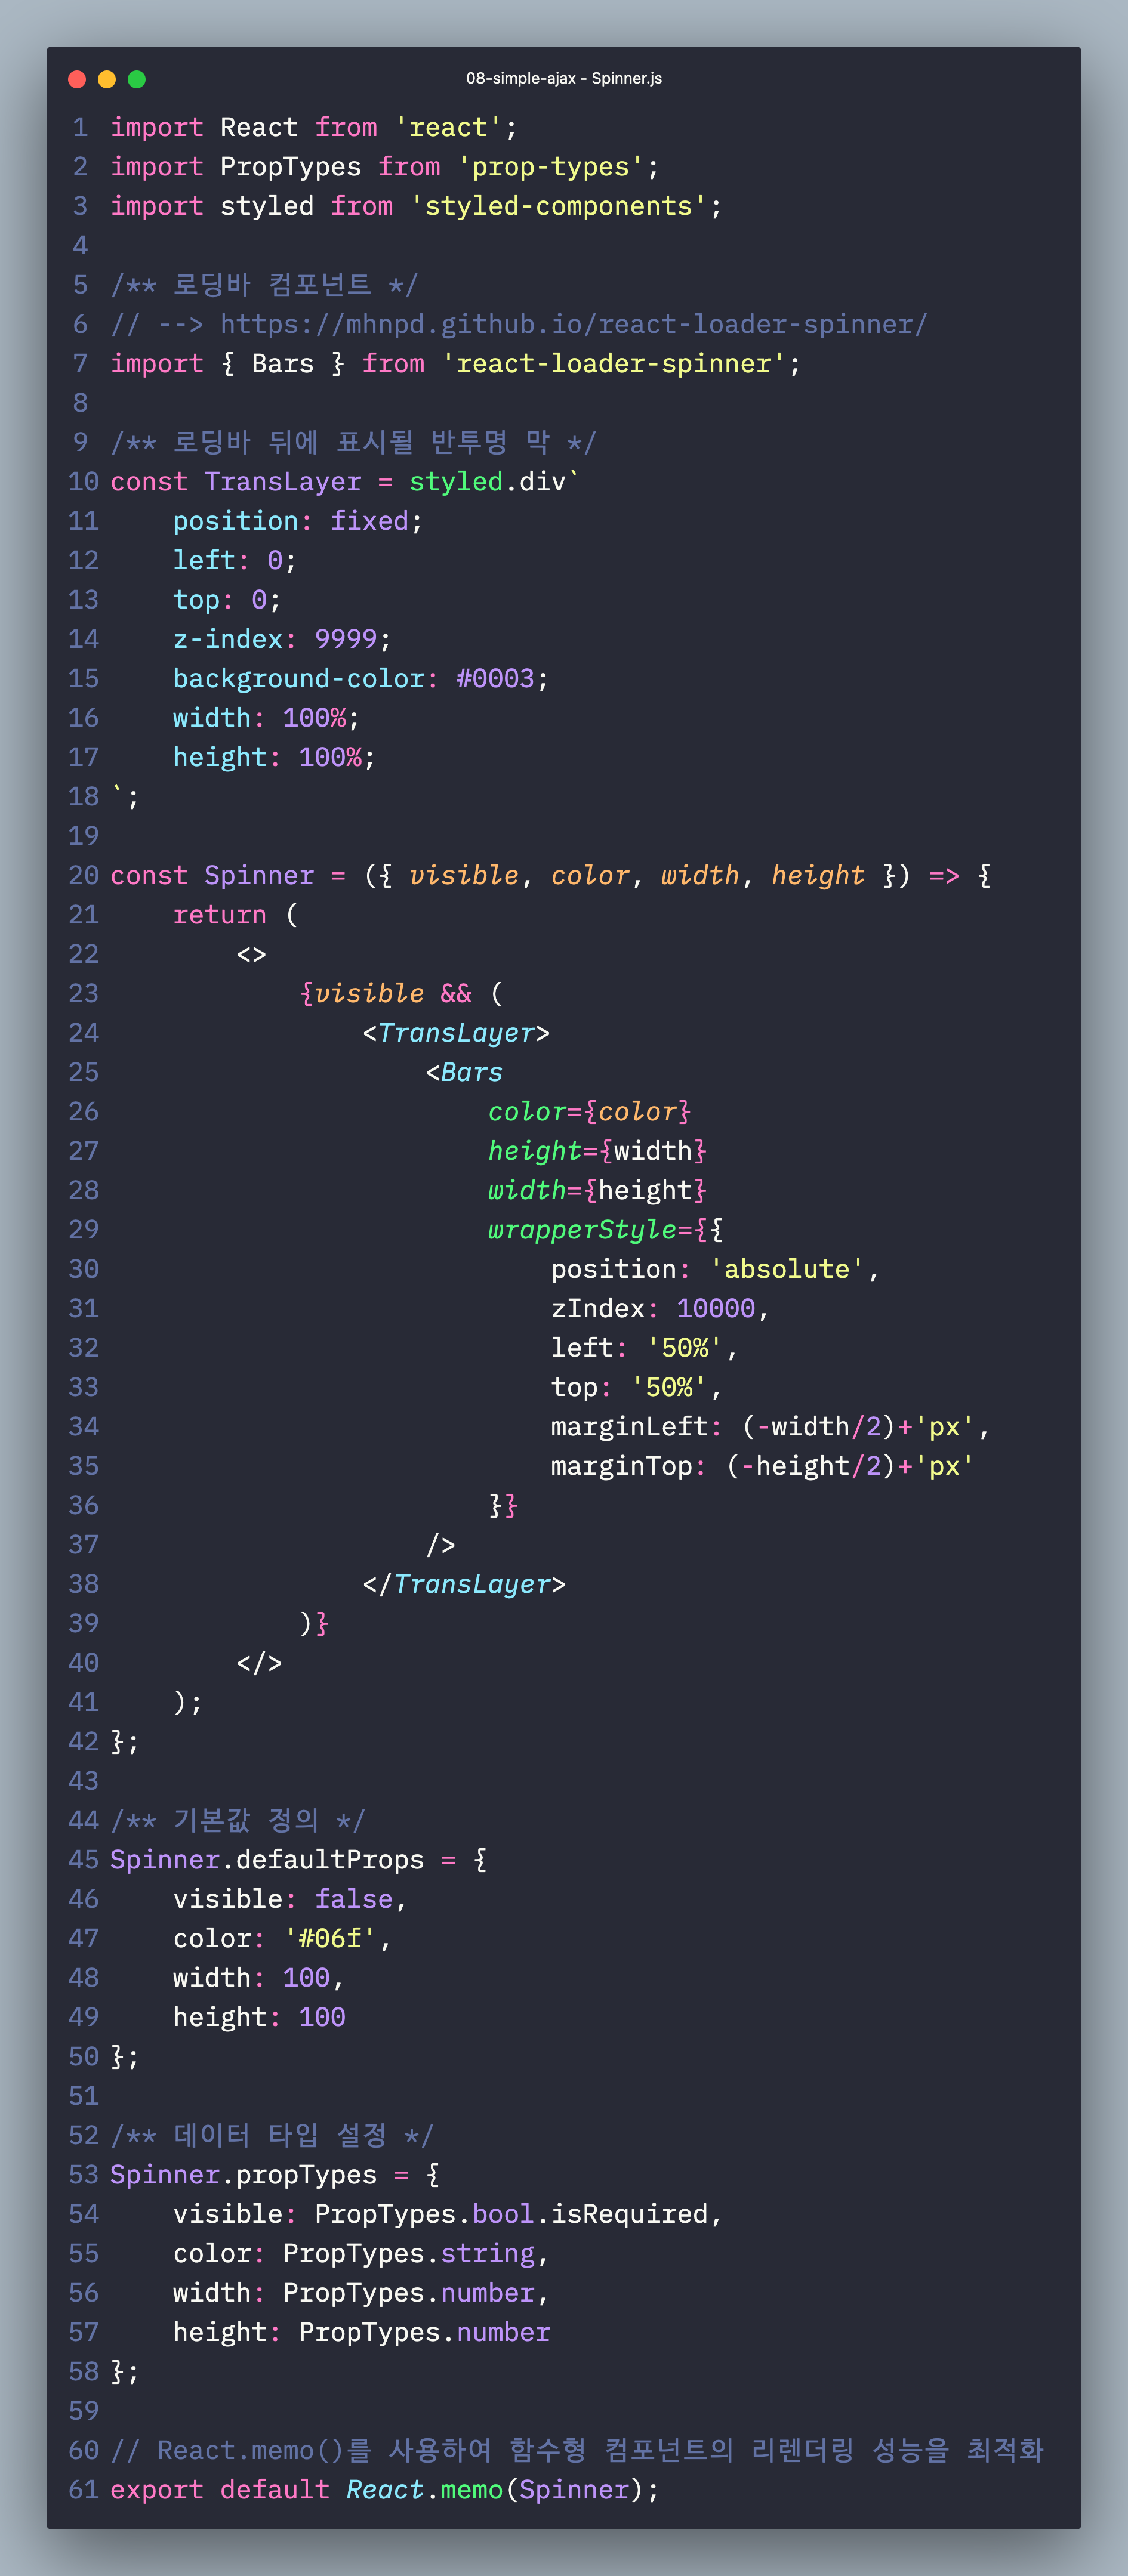 08-simple-ajax - Spinner.js
1 import React from 'react';
2 import PropTypes from 'prop-types';
3 import styled from 'styled-components';
4
5 /** 로딩바 컴포넌트 */
6 // --> https://mhnpd.github.io/react-loader-spinner/
7 import { Bars } from 'react-loader-spinner';
8
9 /** 로딩바 뒤에 표시될 반투명 막 */
10 const TransLayer = styled.div`
11     position: fixed;
12     left: 0;
13     top: 0;
14     z-index: 9999;
15     background-color: #0003;
16     width: 100%;
17     height: 100%;
18 `;
19
20 const Spinner = ({ visible, color, width, height }) => {
21     return (
22         <>
23             {visible && (
24                 <TransLayer>
25                     <Bars
26                         color={color}
27                         height={width}
28                         width={height}
29                         wrapperStyle={{
30                             position: 'absolute',
31                             zIndex: 10000,
32                             left: '50%',
33                             top: '50%',
34                             marginLeft: (-width/2)+'px',
35                             marginTop: (-height/2)+'px'
36                         }}
37                     />
38                 </TransLayer>
39             )}
40         </>
41     );
42 };
43
44 /** 기본값 정의 */
45 Spinner.defaultProps = {
46     visible: false,
47     color: '#06f',
48     width: 100,
49     height: 100
50 };
51
52 /** 데이터 타입 설정 */
53 Spinner.propTypes = {
54     visible: PropTypes.bool.isRequired,
55     color: PropTypes.string,
56     width: PropTypes.number,
57     height: PropTypes.number
58 };
59
60 // React.memo()를 사용하여 함수형 컴포넌트의 리렌더링 성능을 최적화
61 export default React.memo(Spinner);